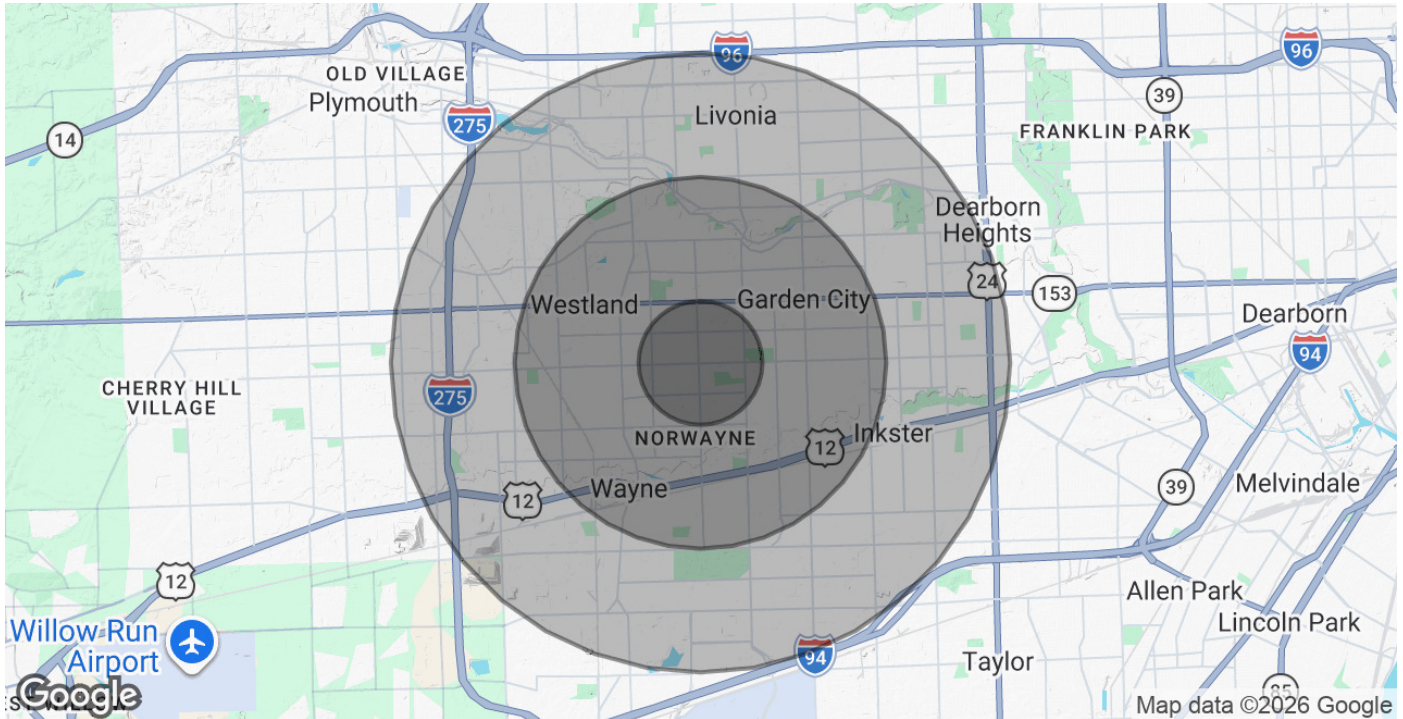 96
96
OLD VILLAGE
Plymouth
39
Livonia
275
FRANKLIN PARK
14
Dearborn
Heights
24
153
Westland
Garden City
Dearborn
94
CHERRY HILL
VILLAGE
275
NORWAYNE
12
Inkster
Wayne
12
39
Melvindale
12
Allen Park
Willow Run
Airport
Lincoln Park
94
Taylor
85
Google
Map data ©2026 Google